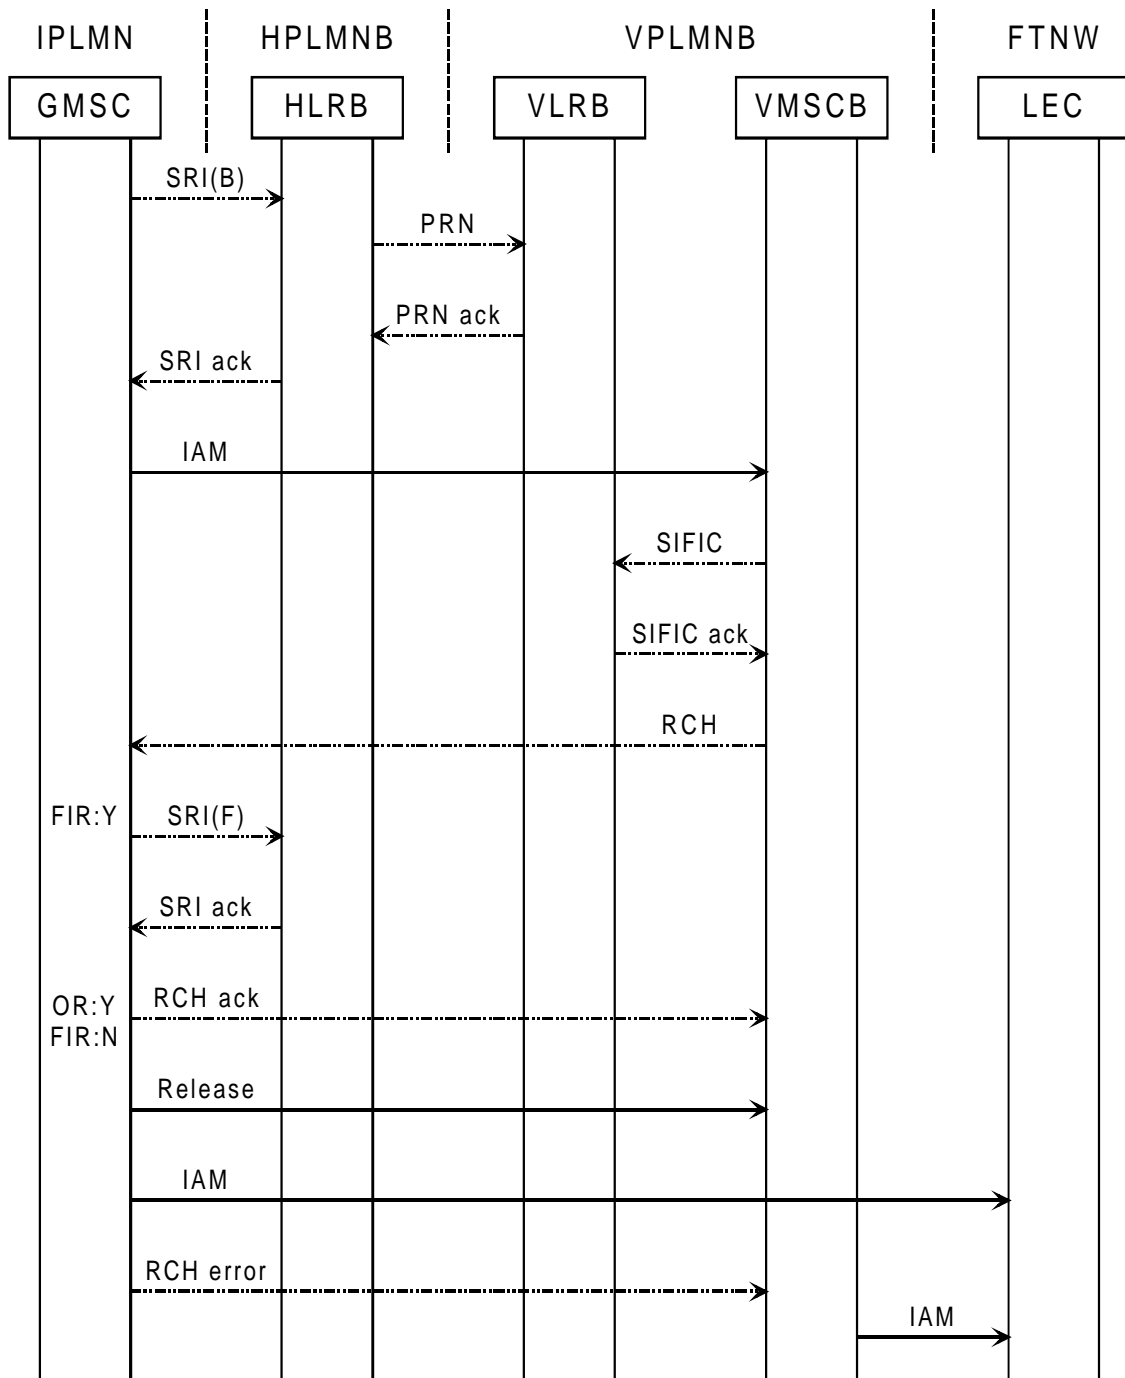 IPLMN HPLMNB VPLMNB FTNW
GMSC HLRB VLRB VMSCB LEC
SRI(B)
PRN
PRN ack
SRI ack
IAM
SIFIC
SIFIC ack
RCH
FIR:Y SRI(F)
SRI ack
OR:Y RCH ack
FIR:N
Release
IAM
RCH error
IAM